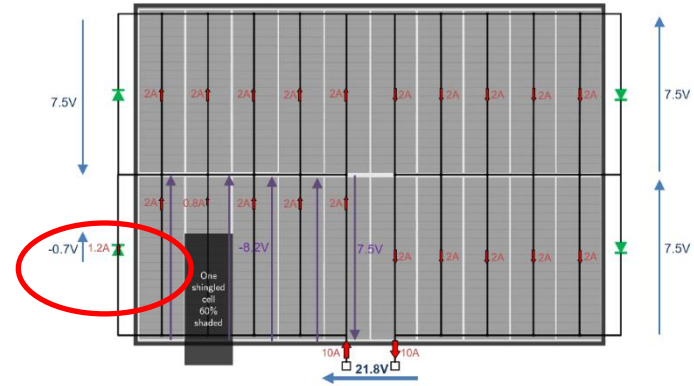 2A 2A 2A 2A 2A 2A 2A 2A 2A 2A
7.5V
7.5V
2A 0.8A 2A 2A 2A
-0.7V 1.2A
-8.2V
7.5V
2A 2A 2A 2A 2A
7.5V
One
shingled
cell
60%
shaded
10A
10A
21.8V